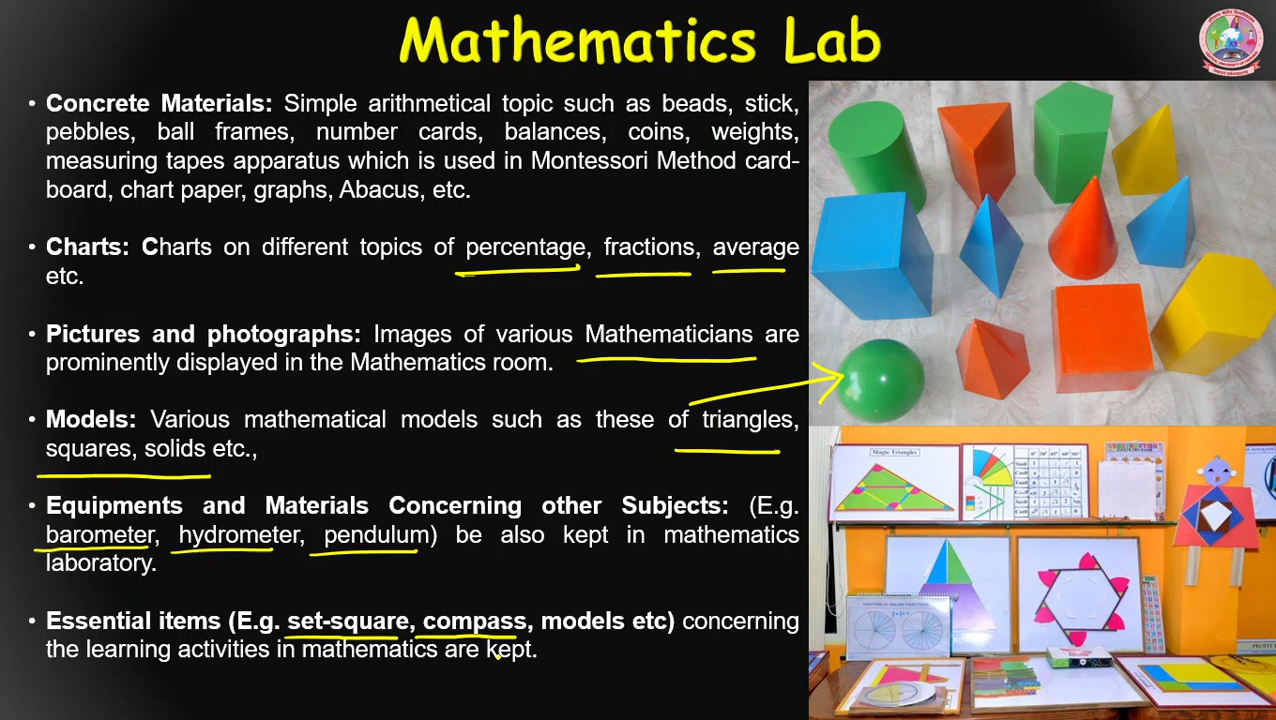 Mathematics Lab
• Concrete Materials: Simple arithmetical topic such as beads, stick,
pebbles, ball frames, number cards, balances, coins, weights,
measuring tapes apparatus which is used in Montessori Method card-
board, chart paper, graphs, Abacus, etc.
• Charts: Charts on different topics of percentage, fractions, average
etc.
• Pictures and photographs: Images of various Mathematicians are
prominently displayed in the Mathematics room.
• Models: Various mathematical models such as these of triangles,
squares, solids etc.,
• Equipments and Materials Concerning other Subjects: (E.g.
barometer, hydrometer, pendulum) be also kept in mathematics
laboratory.
• Essential items (E.g. set-square, compass, models etc) concerning
the learning activities in mathematics are kept.
Magic Triangles